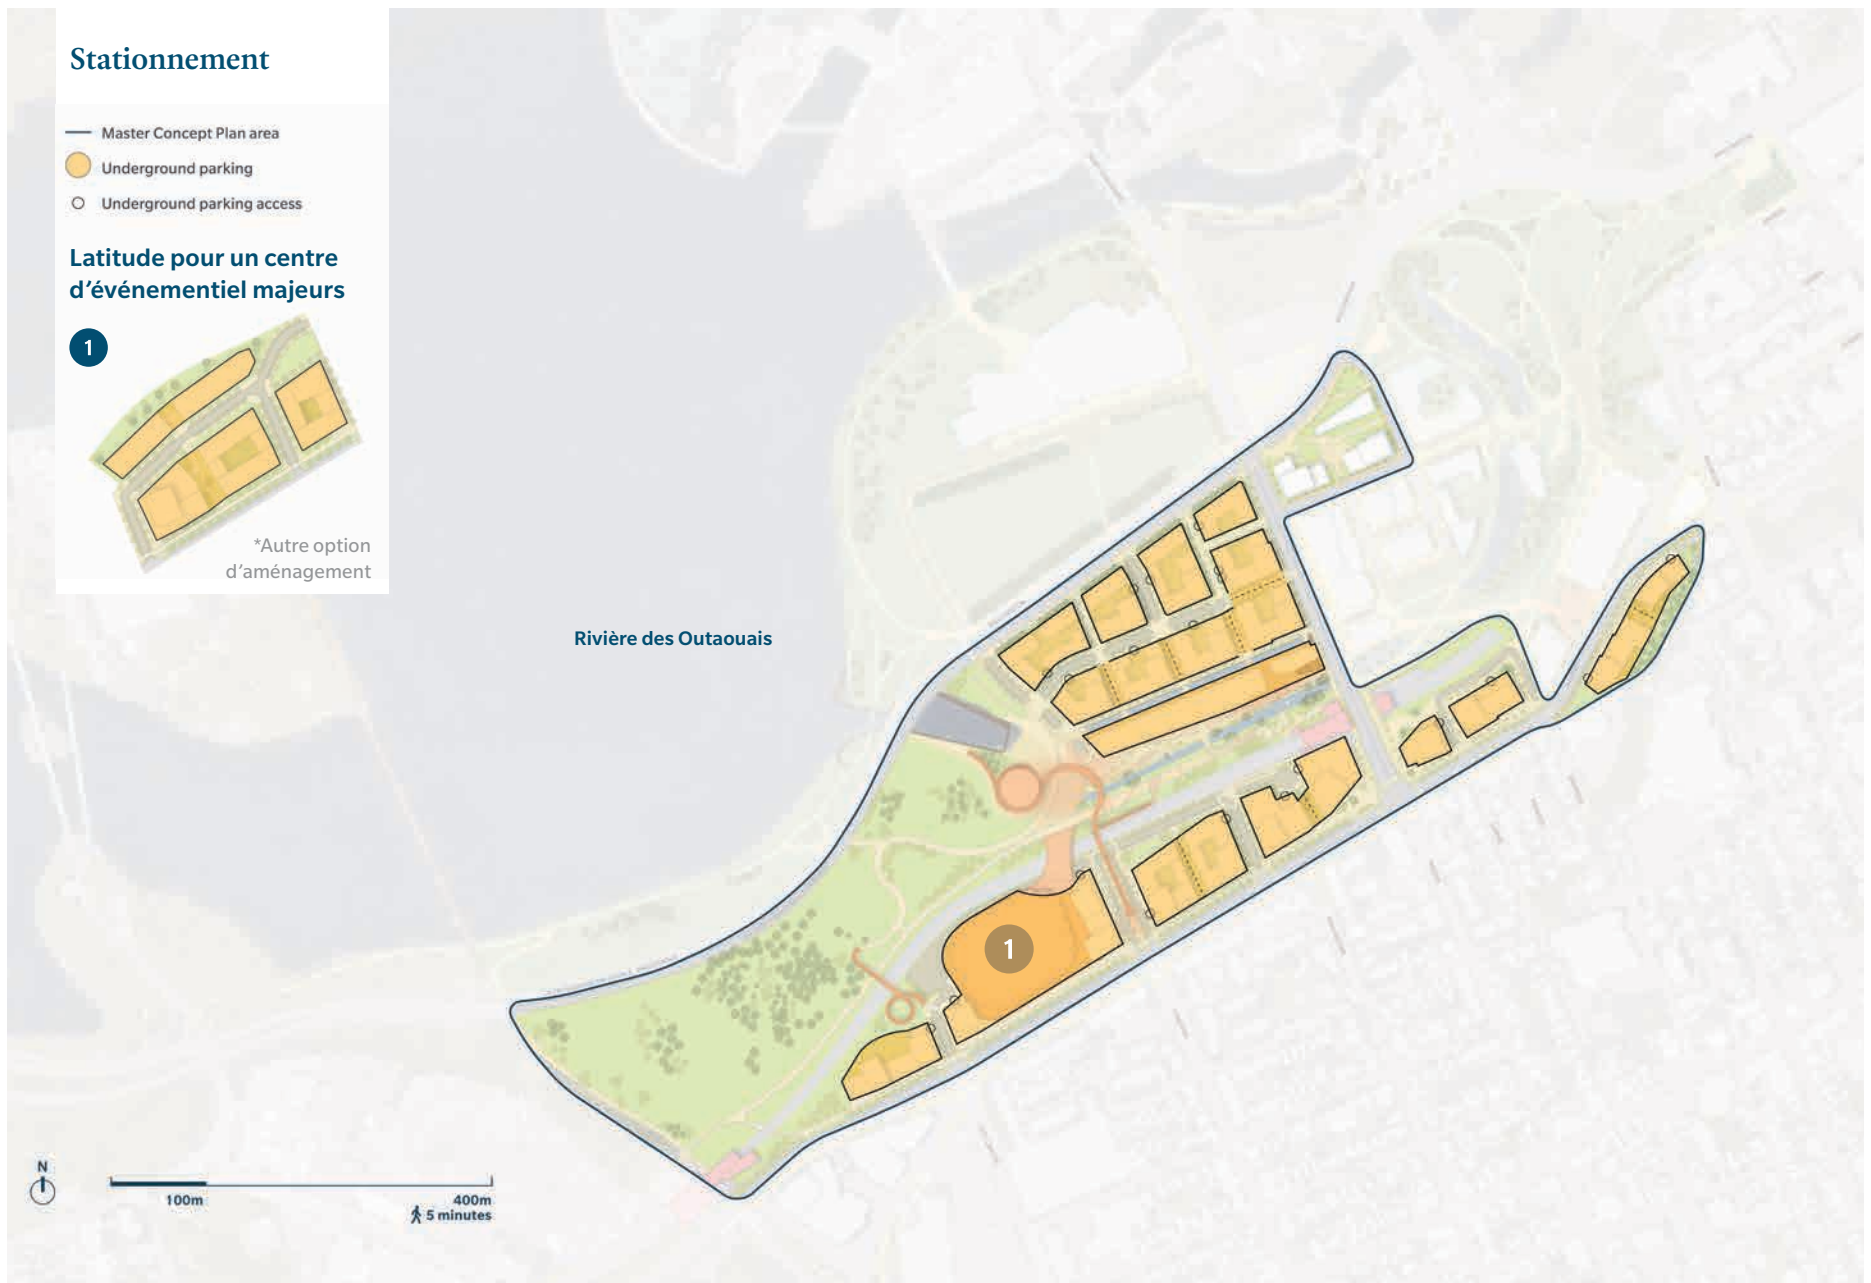 Stationnement
Master Concept Plan area
Underground parking
Underground parking access
Latitude pour un centre
d'événementiel majeurs
1
*Autre option
d'aménagement
Rivière des Outaouais
1
N
100m
400m
5 minutes